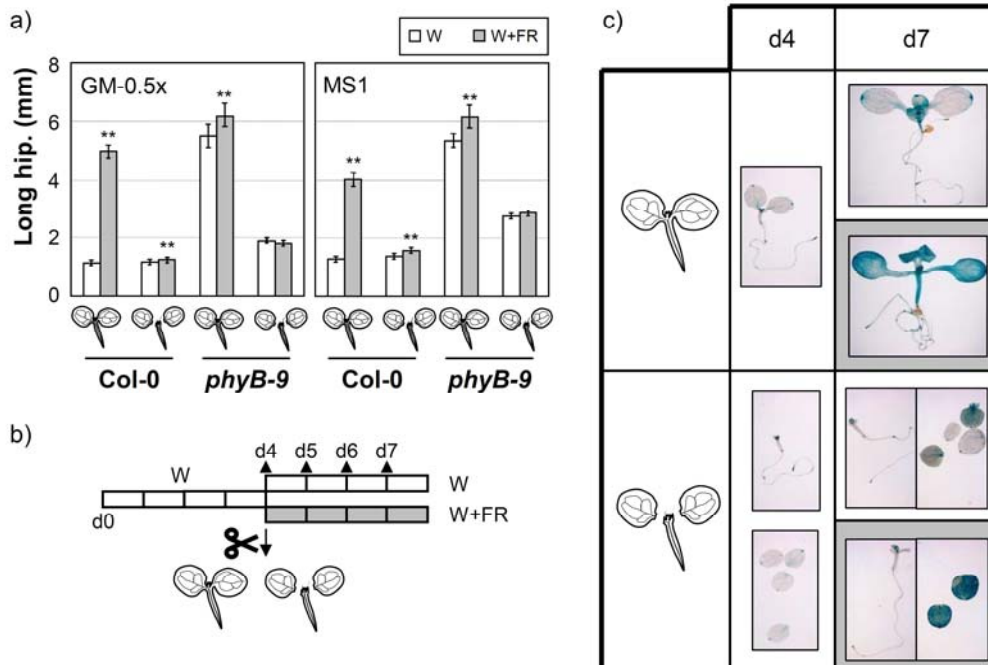 a)
W W+FR
Long hip. (mm)
8
6
4
2
0
GM-0.5x
**
**
**
MS1
**
**
**
Col-0 phyB-9 Col-0 phyB-9
b)
W
d4 d5 d6 d7
W
d0
W+FR
c)
d4 d7